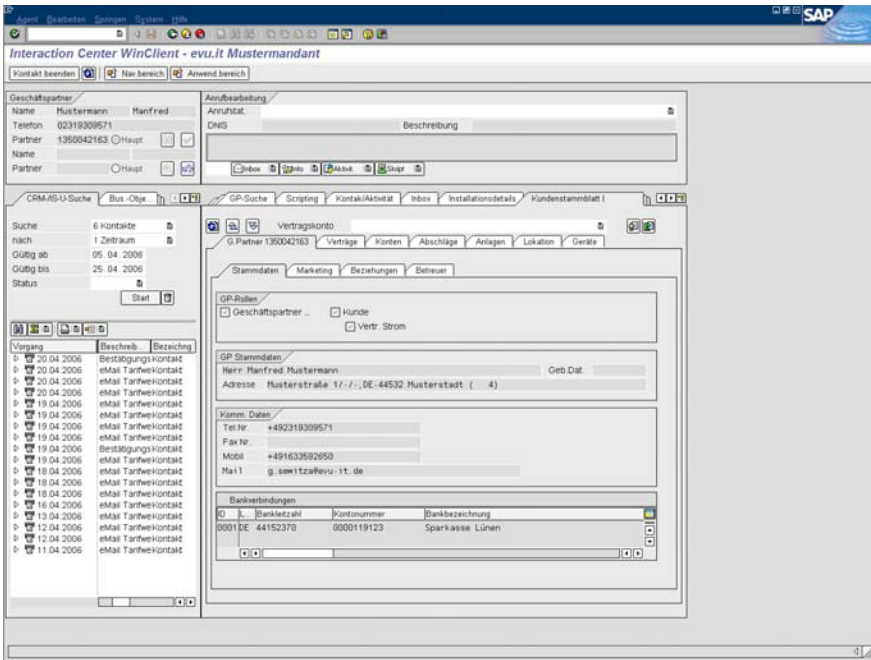 Agent Bearbeiten Springen System Hilfe
SAP
Interaction Center WinClient - evu.it Mustermandant
Kontakt beenden Nav.bereich Anwend.bereich
Geschäftspartner
Name Mustermann Manfred
Telefon 02319309571
Partner 1350042163 Haupt
Name
Partner Haupt
Anrufbearbeitung
Anrufstat.
DNIS Beschreibung
Inbox Info Aktivit. Skript
CRM-/IS-U-Suche Bus.-Obje...
Suche 6 Kontakte
nach 1 Zeitraum
Gültig ab 05.04.2006
Gültig bis 25.04.2006
Status
Start
Vorgang Beschreib... Bezeichng
20.04.2006 Bestätigungs Kontakt
20.04.2006 eMail Tarifwe Kontakt
20.04.2006 eMail Tarifwe Kontakt
20.04.2006 eMail Tarifwe Kontakt
19.04.2006 eMail Tarifwe Kontakt
19.04.2006 eMail Tarifwe Kontakt
19.04.2006 eMail Tarifwe Kontakt
19.04.2006 eMail Tarifwe Kontakt
19.04.2006 Bestätigungs Kontakt
19.04.2006 eMail Tarifwe Kontakt
18.04.2006 eMail Tarifwe Kontakt
18.04.2006 eMail Tarifwe Kontakt
18.04.2006 eMail Tarifwe Kontakt
16.04.2006 eMail Tarifwe Kontakt
13.04.2006 eMail Tarifwe Kontakt
12.04.2006 eMail Tarifwe Kontakt
12.04.2006 eMail Tarifwe Kontakt
11.04.2006 eMail Tarifwe Kontakt
GP-Suche Scripting Kontakt/Aktivität Inbox Installationsdetails Kundenstammblatt I
Vertragskonto
G.Partner 1350042163 Verträge Konten Abschläge Anlagen Lokation Geräte
Stammdaten Marketing Beziehungen Betreuer
GP-Rollen
Geschäftspartner .. Kunde
Vertr. Strom
GP Stammdaten
Herr Manfred Mustermann Geb.Dat.
Adresse Musterstraße 1/-/-,DE-44532 Musterstadt ( 4)
Komm. Daten
Tel.Nr. +492319309571
Fax Nr.
Mobil +491633592650
Mail g.sewitza@evu-it.de
Bankverbindungen
ID L... Bankleitzahl Kontonummer Bankbezeichnung
0001 DE 44152370 0000119123 Sparkasse Lünen